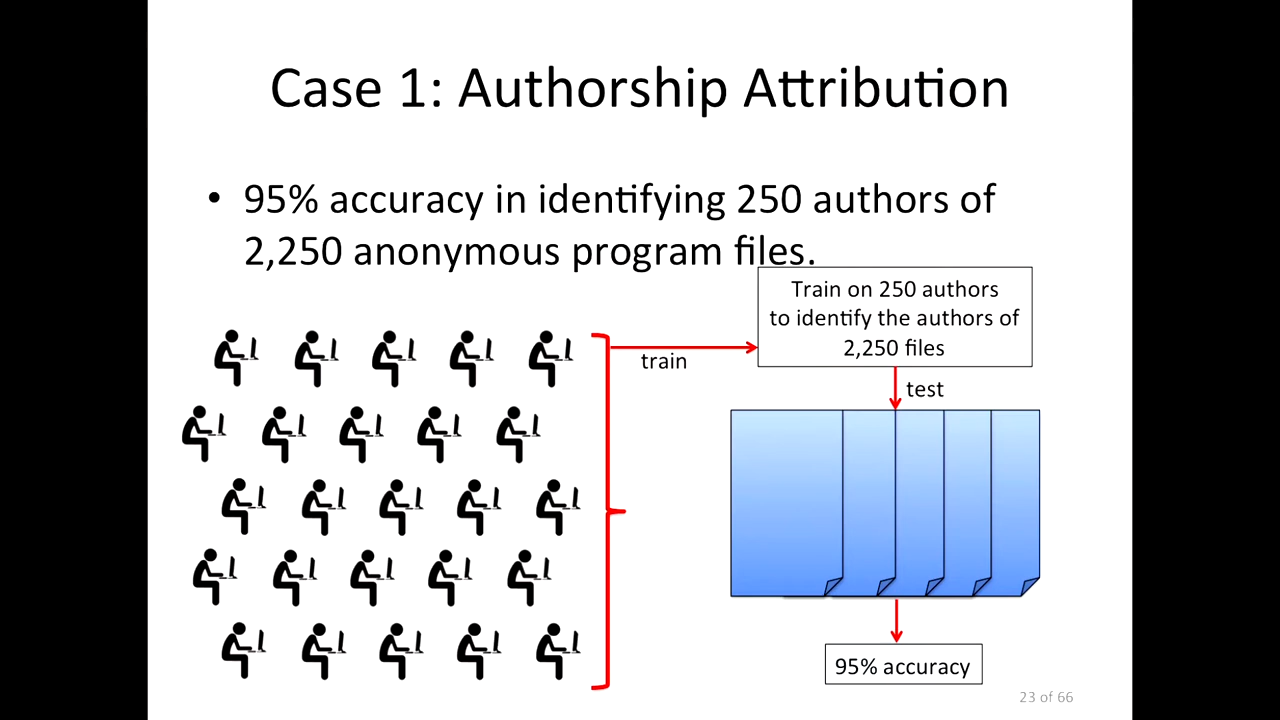 Case 1: Authorship Attribution
• 95% accuracy in identifying 250 authors of
2,250 anonymous program files.
Train on 250 authors
to identify the authors of
2,250 files
train
test
95% accuracy
23 of 66